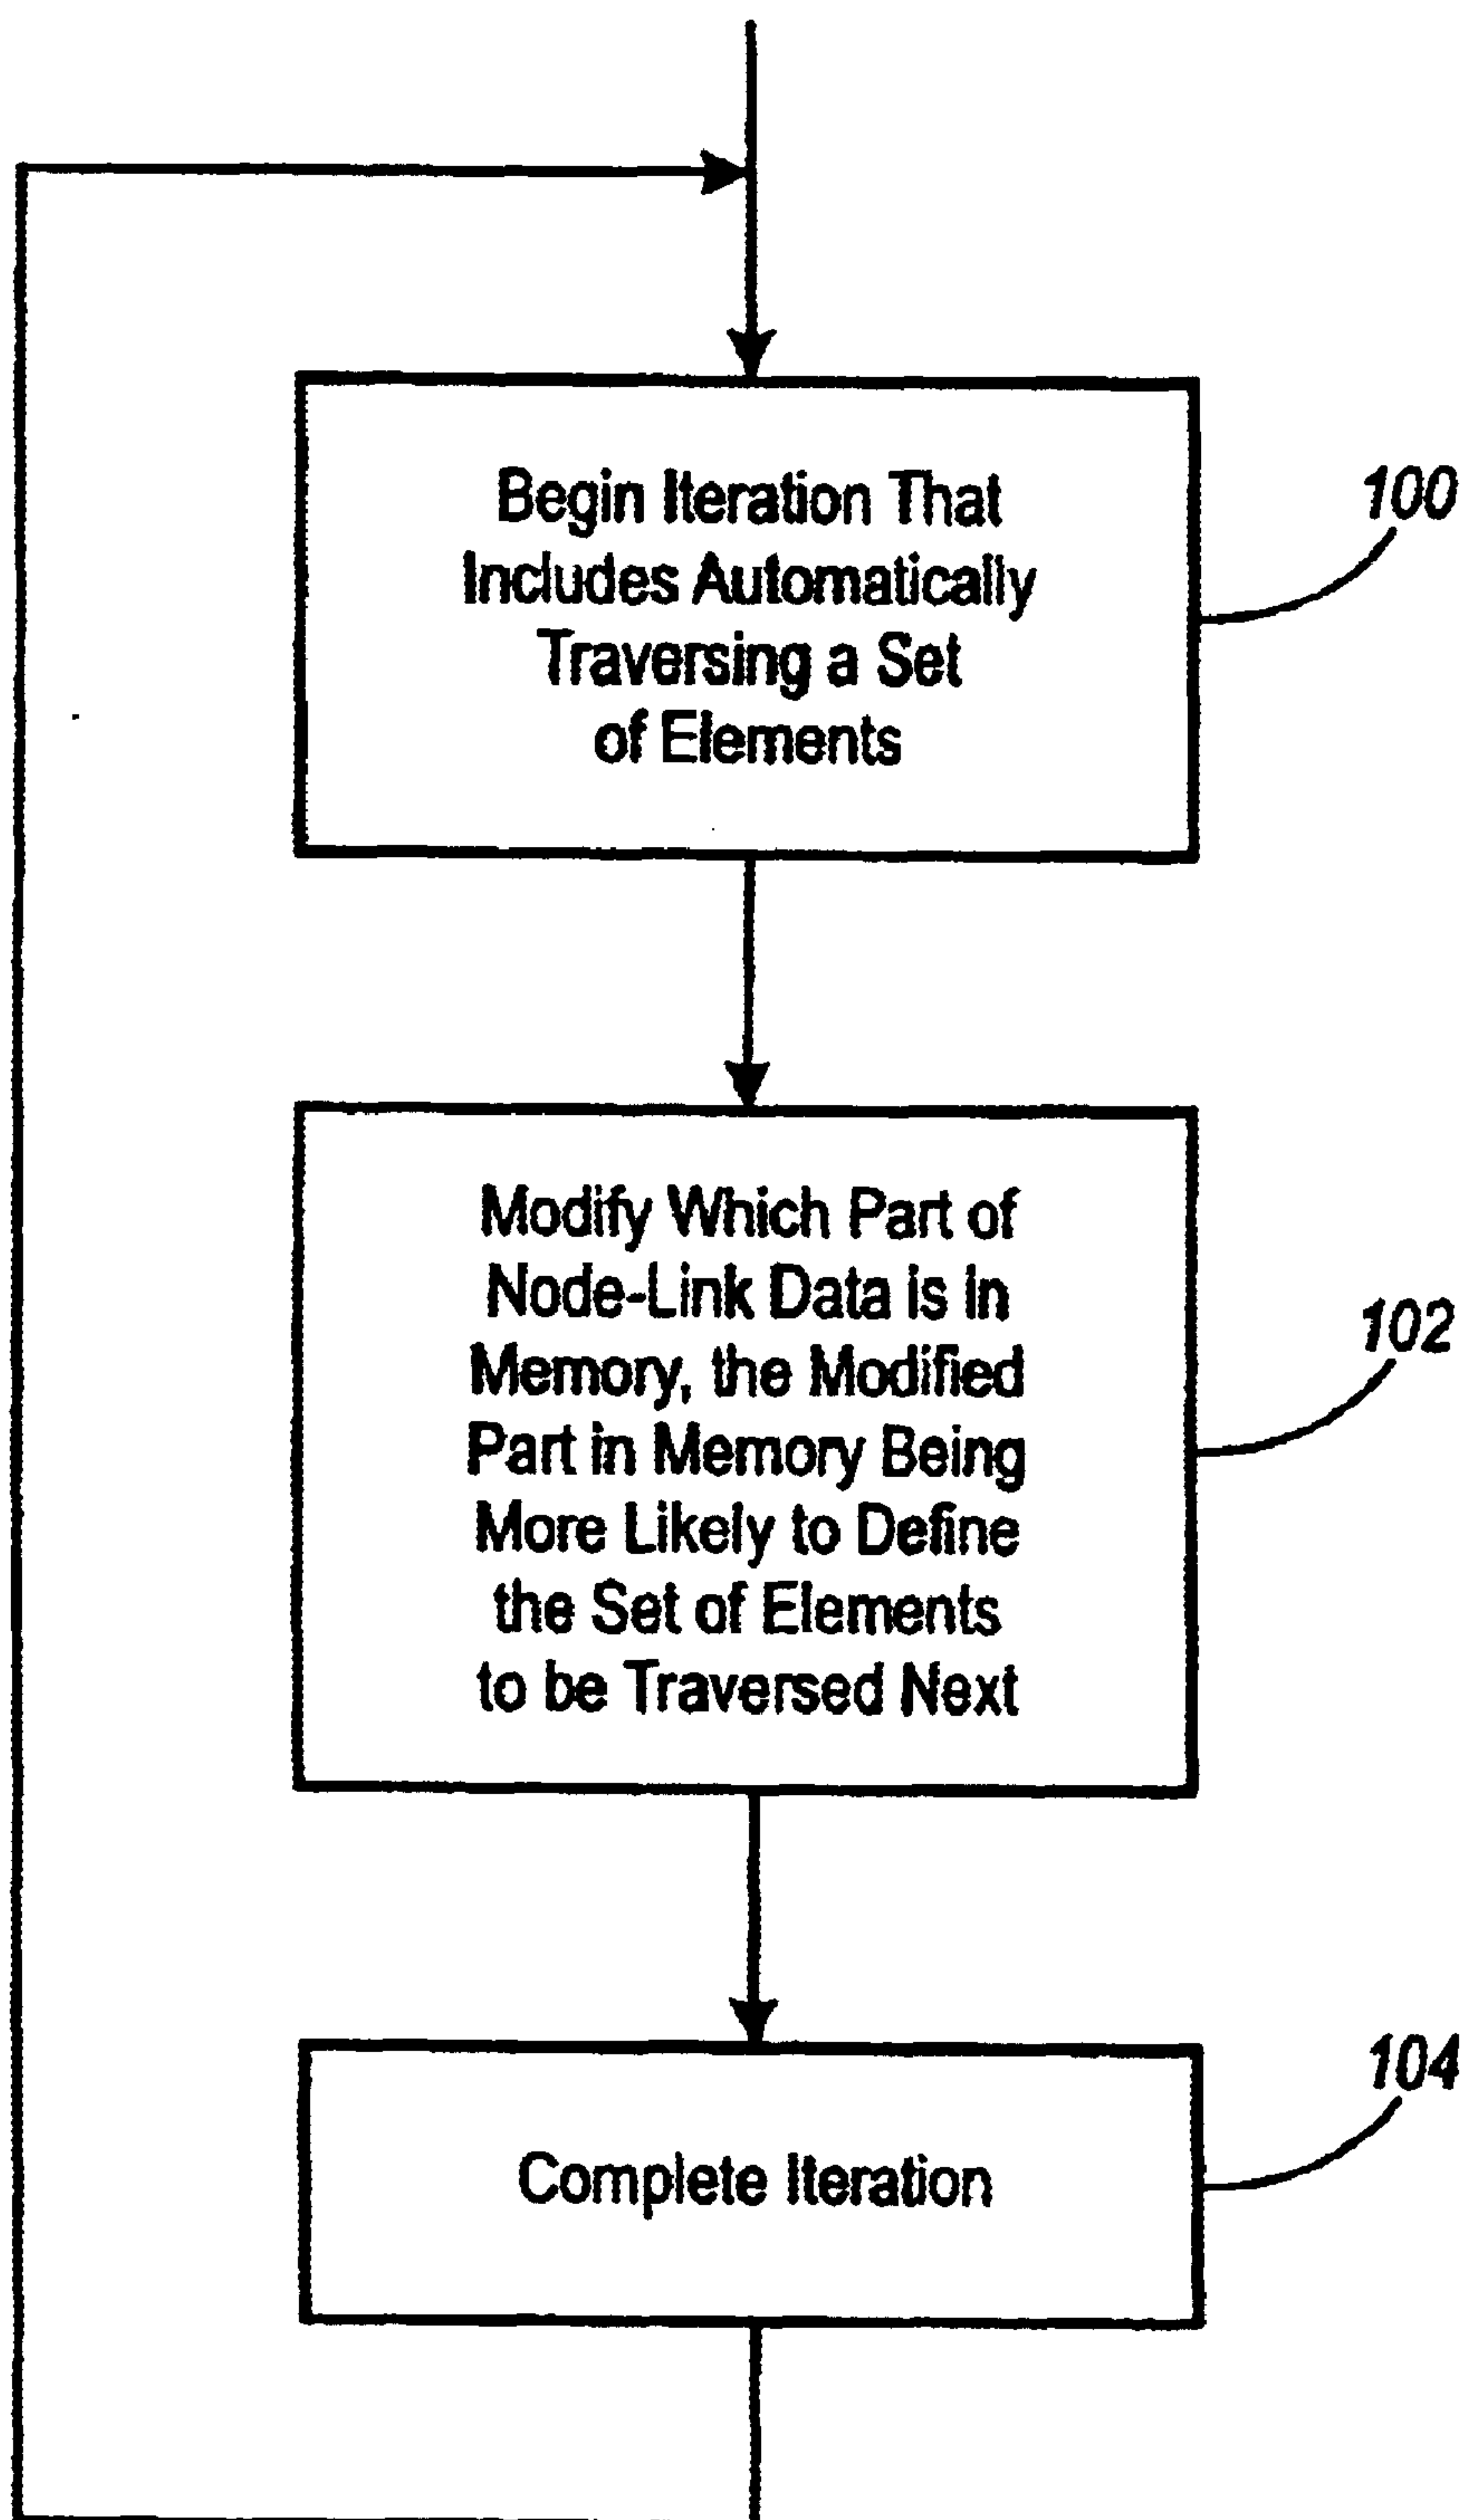 Begin Iteration That
Includes Automatically
Traversing a Set
of Elements
100
Modify Which Part of
Node-Link Data is in
Memory, the Modified
Part in Memory Being
More Likely to Define
the Set of Elements
to be Traversed Next
102
Complete Iteration
104